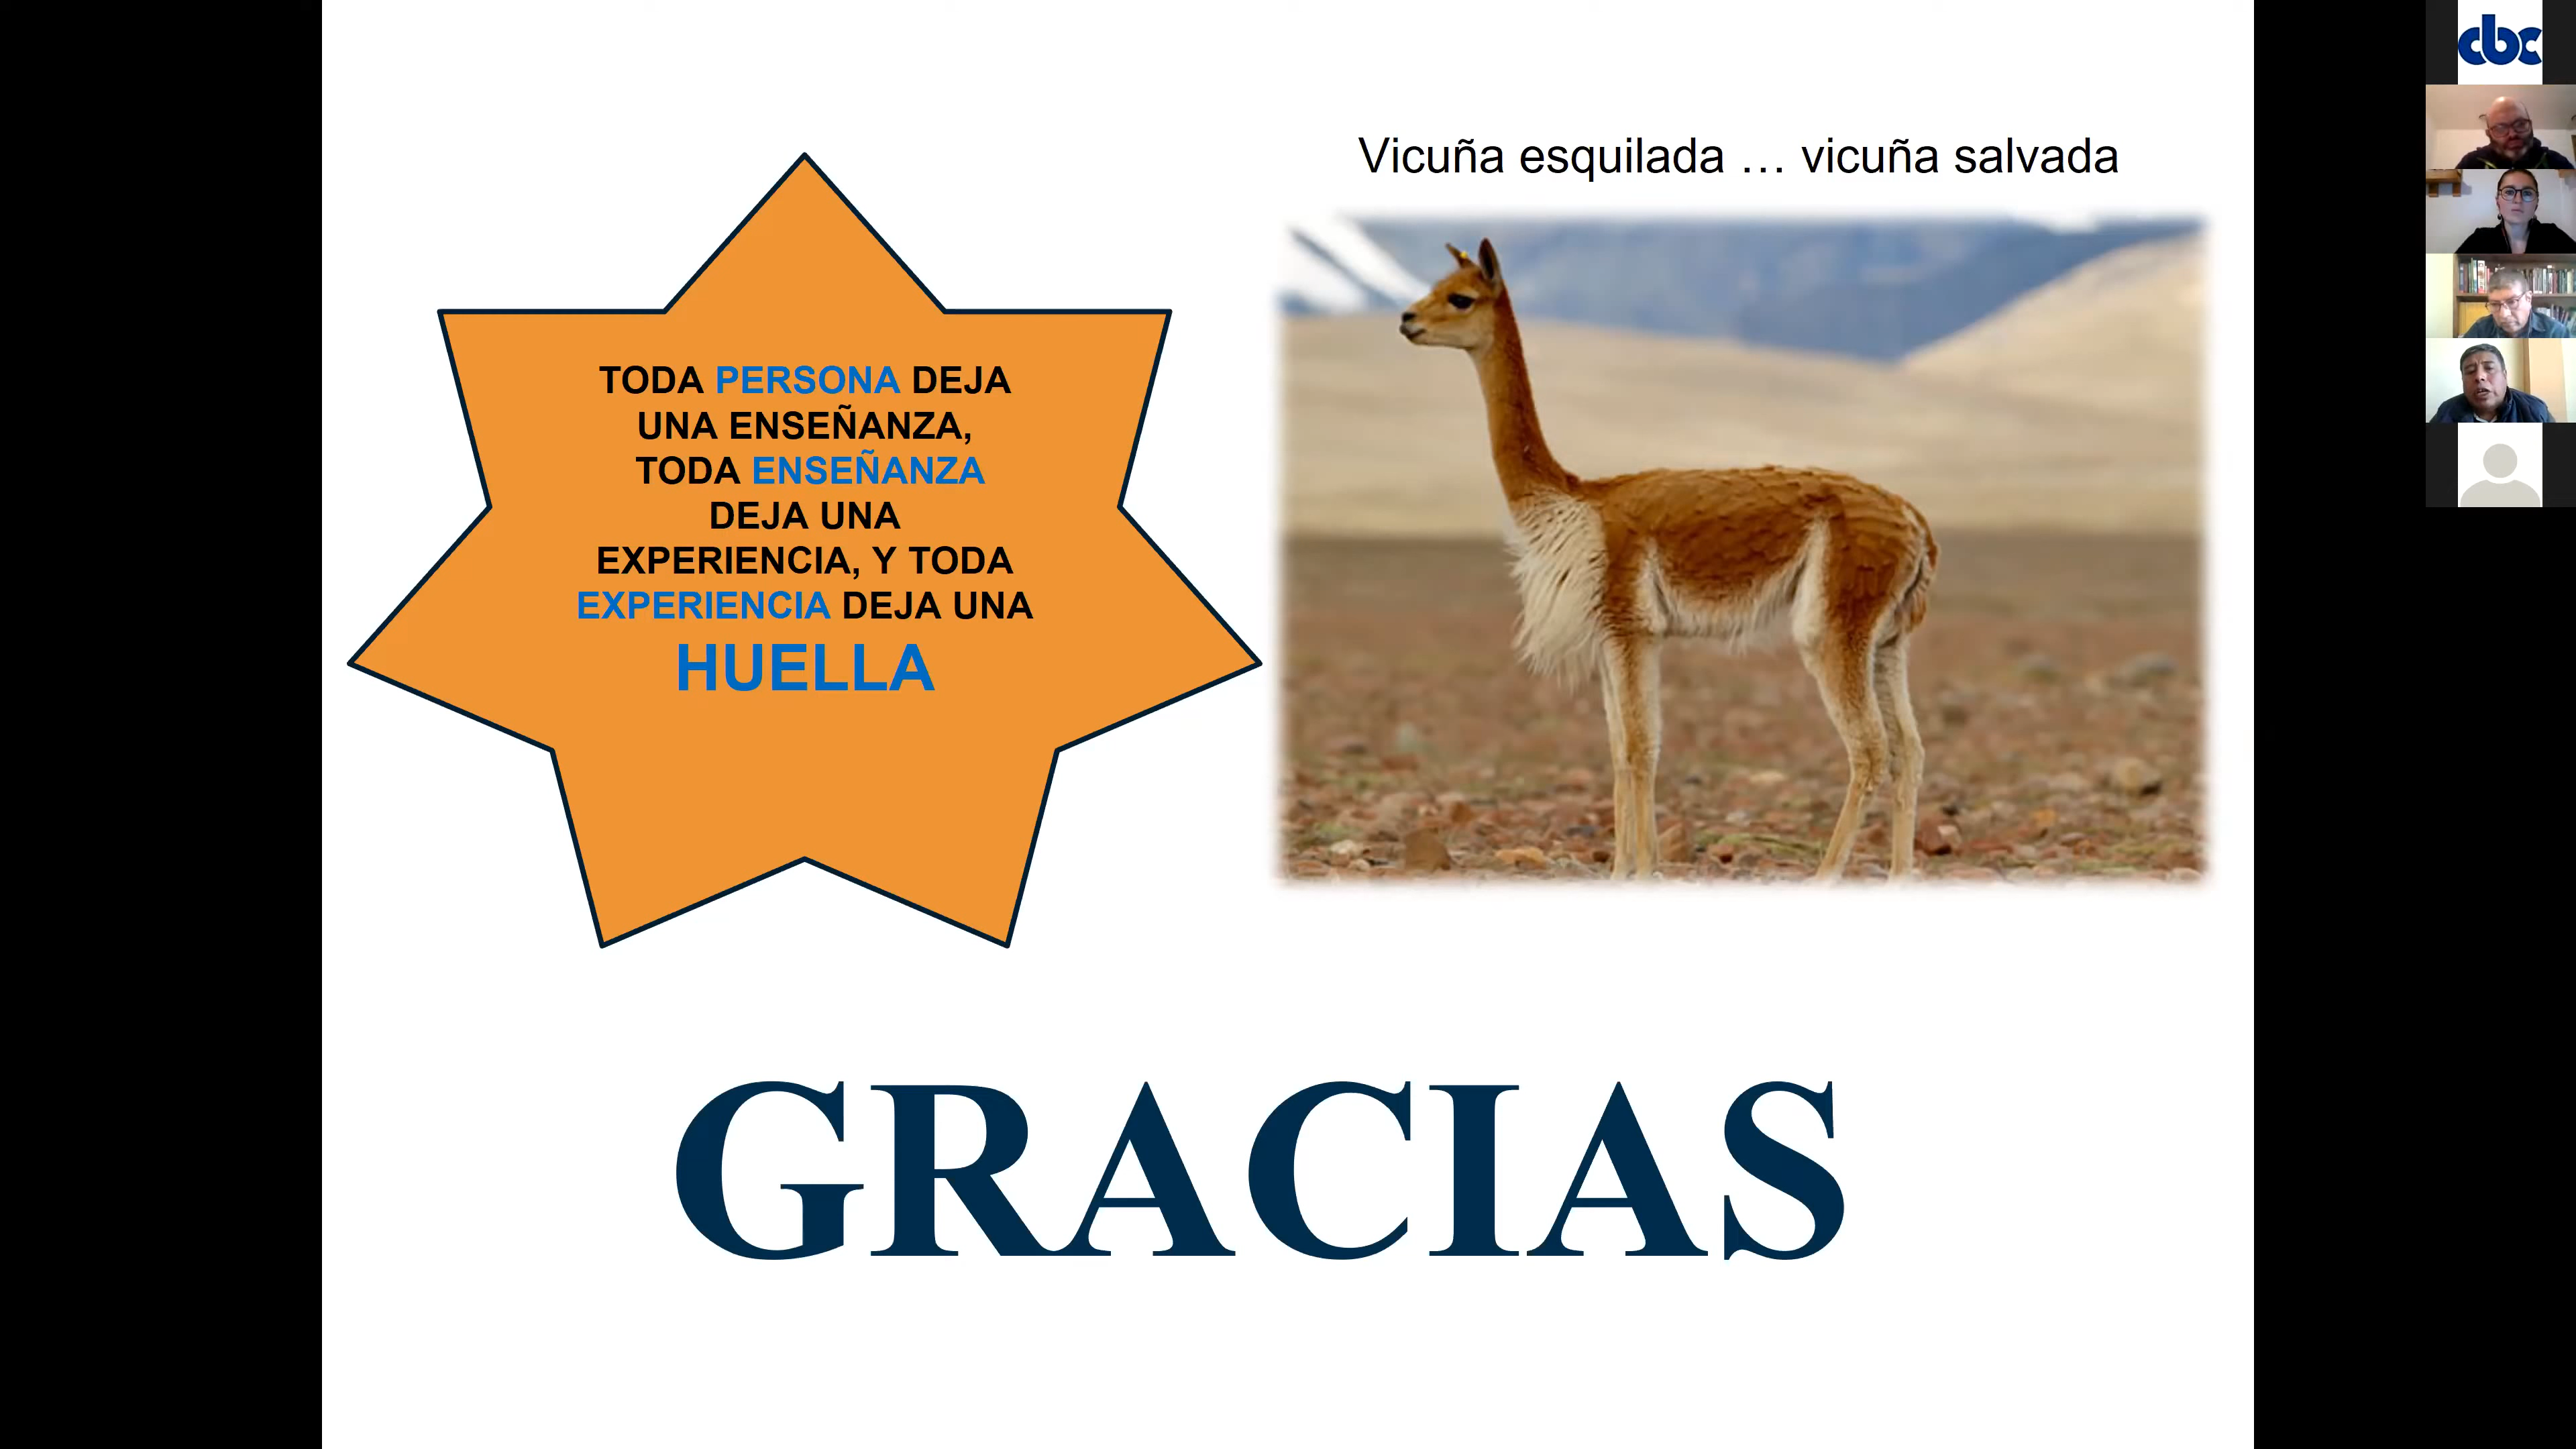 cbc
Vicuña esquilada … vicuña salvada
TODA PERSONA DEJA
UNA ENSEÑANZA,
TODA ENSEÑANZA
DEJA UNA
EXPERIENCIA, Y TODA
EXPERIENCIA DEJA UNA
HUELLA
GRACIAS